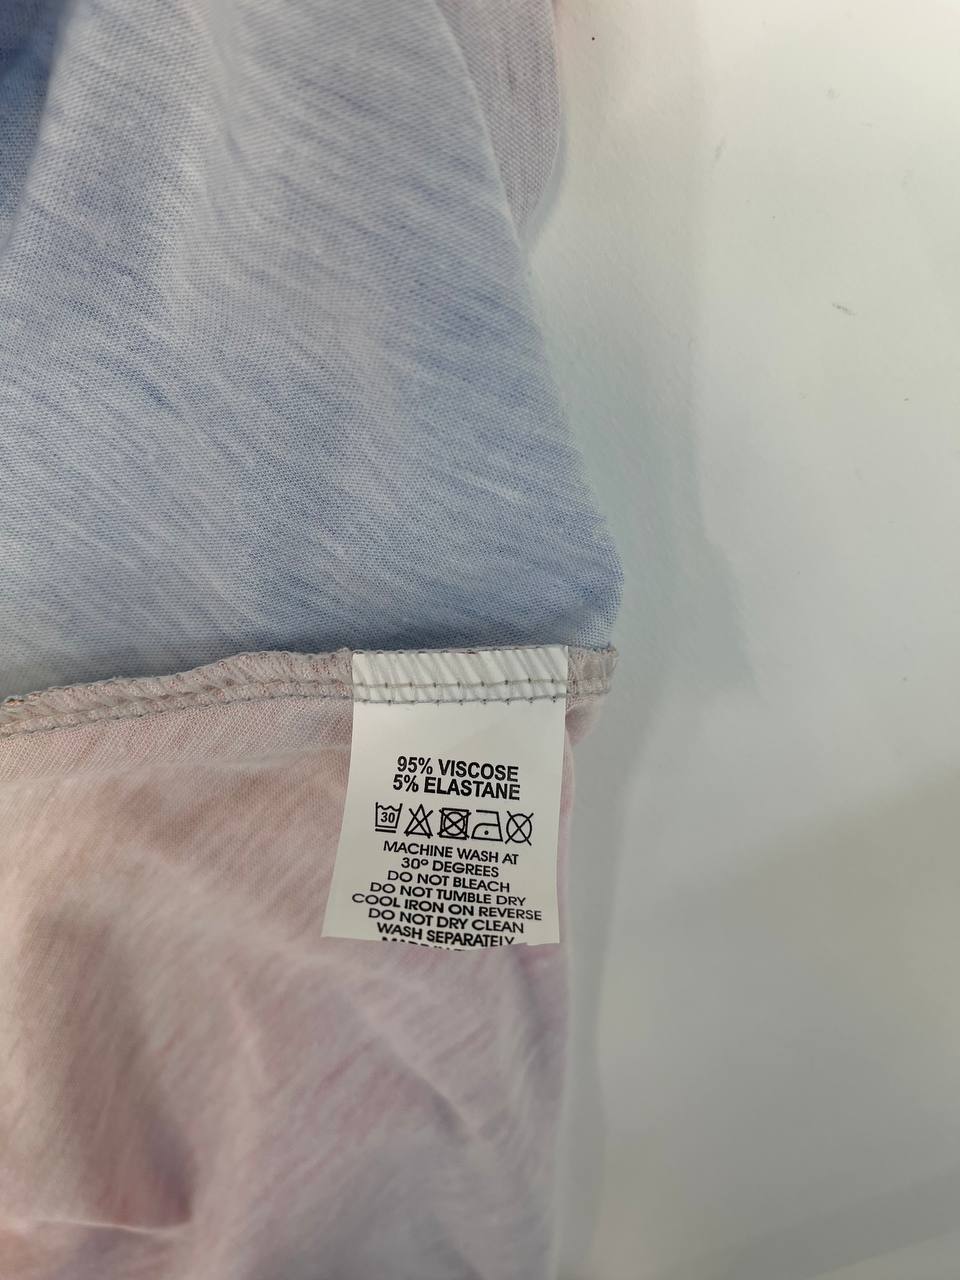 95% VISCOSE
5% ELASTANE
30
MACHINE WASH AT
30º DEGREES
DO NOT BLEACH
DO NOT TUMBLE DRY
COOL IRON ON REVERSE
DO NOT DRY CLEAN
WASH SEPARATELY